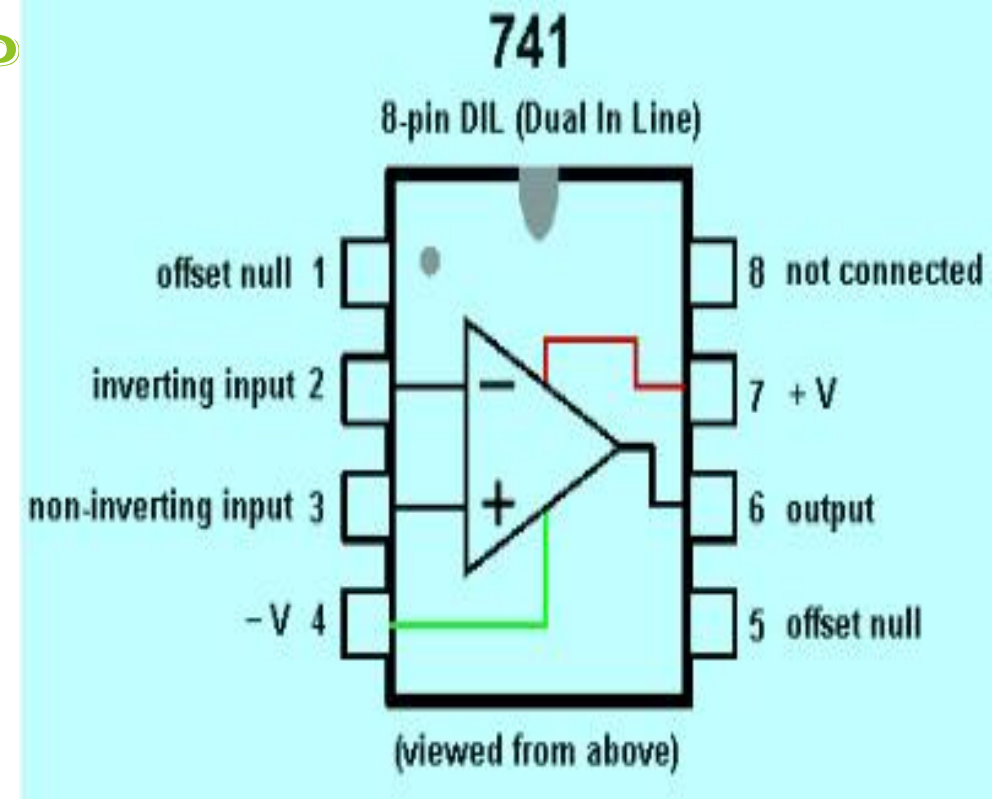 741
8-pin DIL (Dual In Line)
offset null 1
8 not connected
inverting input 2
–
7 + V
non-inverting input 3
+
6 output
– V 4
5 offset null
(viewed from above)